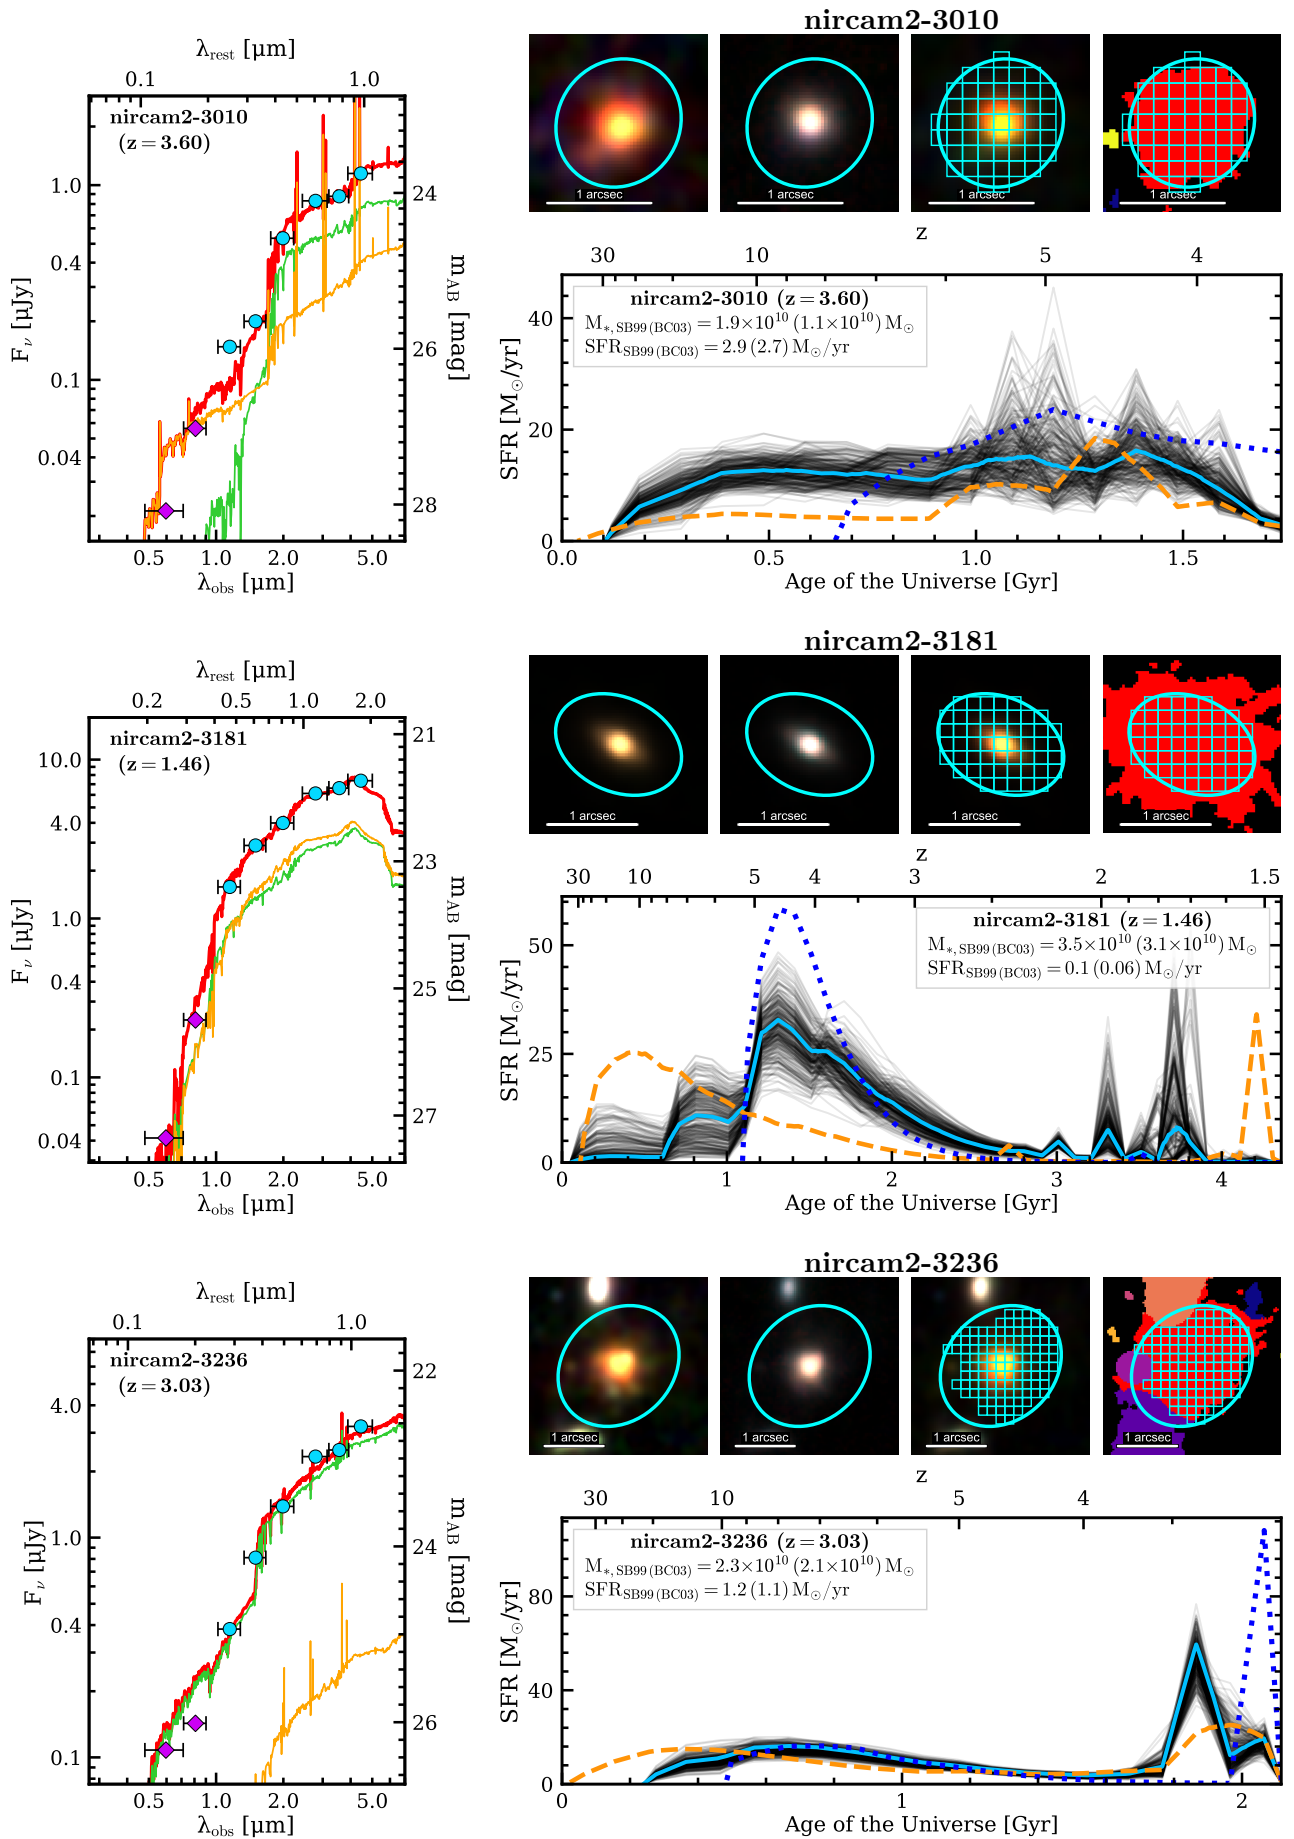 nircam2-3010
λrest [μm]
0.1 1.0
nircam2-3010
(z = 3.60)
1.0
0.4
0.1
0.04
Fν [μJy]
24
26
28
mAB [mag]
0.5 1.0 2.0 5.0
λobs [μm]
1 arcsec 1 arcsec 1 arcsec 1 arcsec
z
30 10 5 4
nircam2-3010 (z = 3.60)
M*, SB99 (BC03) = 1.9×10^10 (1.1×10^10) M☉
SFRSB99 (BC03) = 2.9 (2.7) M☉/yr
40
20
0
SFR [M☉/yr]
0.0 0.5 1.0 1.5
Age of the Universe [Gyr]
nircam2-3181
λrest [μm]
0.2 0.5 1.0 2.0
nircam2-3181
(z = 1.46)
10.0
4.0
1.0
0.4
0.1
0.04
Fν [μJy]
21
23
25
27
mAB [mag]
0.5 1.0 2.0 5.0
λobs [μm]
1 arcsec 1 arcsec 1 arcsec 1 arcsec
z
30 10 5 4 3 2 1.5
nircam2-3181 (z = 1.46)
M*, SB99 (BC03) = 3.5×10^10 (3.1×10^10) M☉
SFRSB99 (BC03) = 0.1 (0.06) M☉/yr
50
25
0
SFR [M☉/yr]
0 1 2 3 4
Age of the Universe [Gyr]
nircam2-3236
λrest [μm]
0.1 1.0
nircam2-3236
(z = 3.03)
4.0
1.0
0.4
0.1
Fν [μJy]
22
24
26
mAB [mag]
0.5 1.0 2.0 5.0
λobs [μm]
1 arcsec 1 arcsec 1 arcsec 1 arcsec
z
30 10 5 4
nircam2-3236 (z = 3.03)
M*, SB99 (BC03) = 2.3×10^10 (2.1×10^10) M☉
SFRSB99 (BC03) = 1.2 (1.1) M☉/yr
80
40
0
SFR [M☉/yr]
0 1 2
Age of the Universe [Gyr]